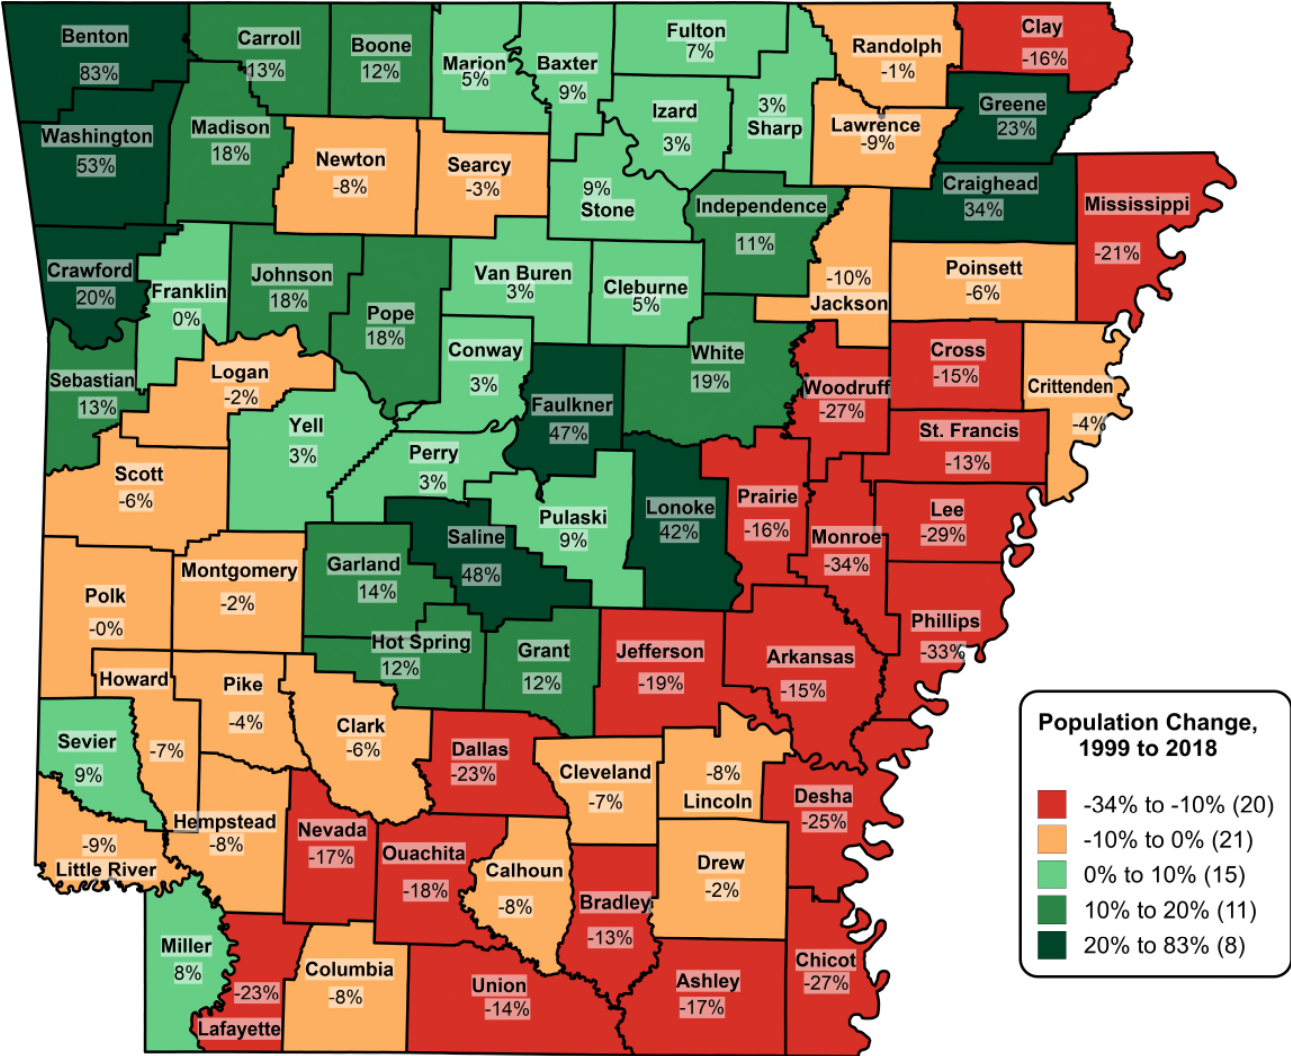 Benton
83%
Carroll
13%
Boone
12%
Marion
5%
Baxter
9%
Fulton
7%
Randolph
-1%
Clay
-16%
Washington
53%
Madison
18%
Newton
-8%
Searcy
-3%
9%
Stone
Izard
3%
3%
Sharp
Lawrence
-9%
Greene
23%
Craighead
34%
Mississippi
-21%
Crawford
20%
Franklin
0%
Johnson
18%
Pope
18%
Van Buren
3%
Cleburne
5%
Independence
11%
-10%
Jackson
Poinsett
-6%
Sebastian
13%
Logan
-2%
Conway
3%
Faulkner
47%
White
19%
Woodruff
-27%
Cross
-15%
Crittenden
-4%
Scott
-6%
Yell
3%
Perry
3%
Pulaski
9%
Lonoke
42%
Prairie
-16%
St. Francis
-13%
Monroe
-34%
Lee
-29%
Polk
-0%
Montgomery
-2%
Garland
14%
Saline
48%
Hot Spring
12%
Grant
12%
Jefferson
-19%
Arkansas
-15%
Phillips
-33%
Howard
-7%
Pike
-4%
Clark
-6%
Sevier
9%
Dallas
-23%
Cleveland
-7%
-8%
Lincoln
Desha
-25%
-9%
Little River
Hempstead
-8%
Nevada
-17%
Ouachita
-18%
Calhoun
-8%
Bradley
-13%
Drew
-2%
Miller
8%
-23%
Lafayette
Columbia
-8%
Union
-14%
Ashley
-17%
Chicot
-27%
Population Change,
1999 to 2018
-34% to -10% (20)
-10% to 0% (21)
0% to 10% (15)
10% to 20% (11)
20% to 83% (8)